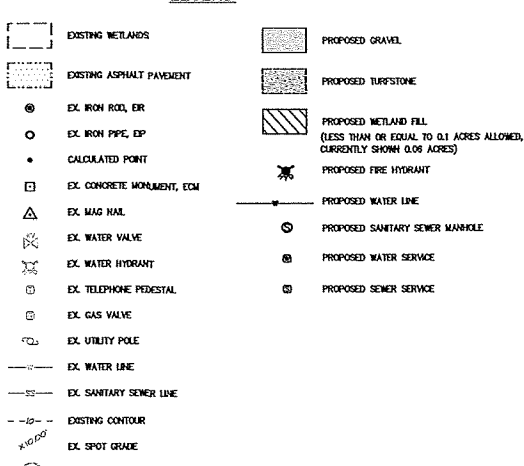 EXISTING WETLANDS
EXISTING ASPHALT PAVEMENT
EX. IRON ROD, EIR
EX. IRON PIPE, EIP
CALCULATED POINT
EX. CONCRETE MONUMENT, ECM
EX. MAG NAIL
EX. WATER VALVE
EX. WATER HYDRANT
EX. TELEPHONE PEDESTAL
EX. GAS VALVE
EX. UTILITY POLE
EX. WATER LINE
SS EX. SANITARY SEWER LINE
10 EXISTING CONTOUR
X10.00 EX. SPOT GRADE
PROPOSED GRAVEL
PROPOSED TURFSTONE
PROPOSED WETLAND FILL
(LESS THAN OR EQUAL TO 0.1 ACRES ALLOWED,
CURRENTLY SHOWN 0.06 ACRES)
PROPOSED FIRE HYDRANT
PROPOSED WATER LINE
PROPOSED SANITARY SEWER MANHOLE
PROPOSED WATER SERVICE
PROPOSED SEWER SERVICE